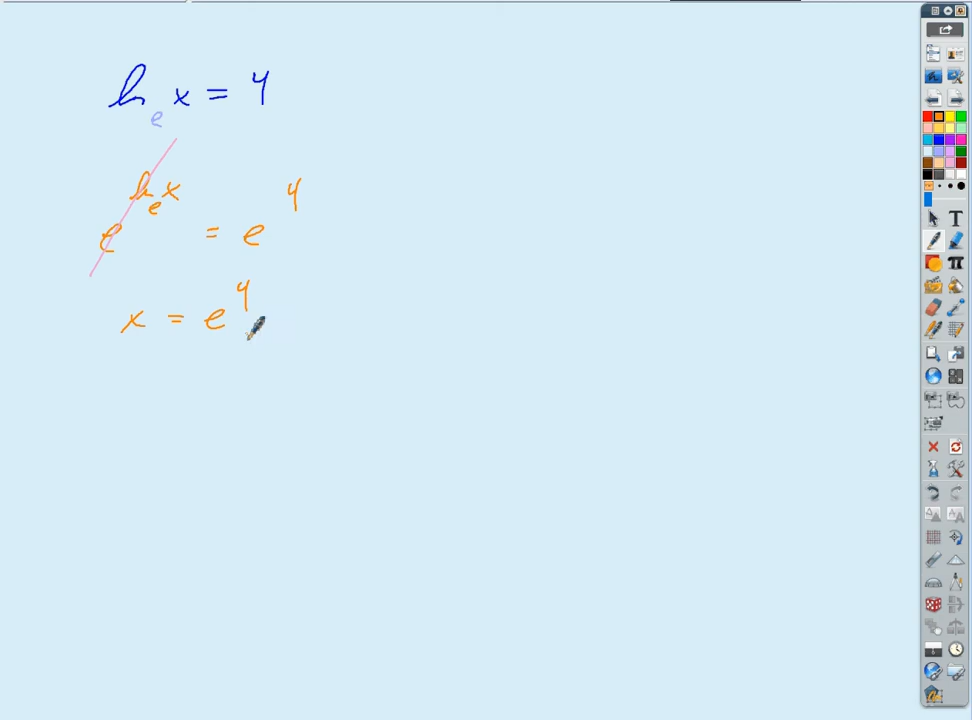 ln_e x = 4
e^{ln_e x} = e^4
x = e^4